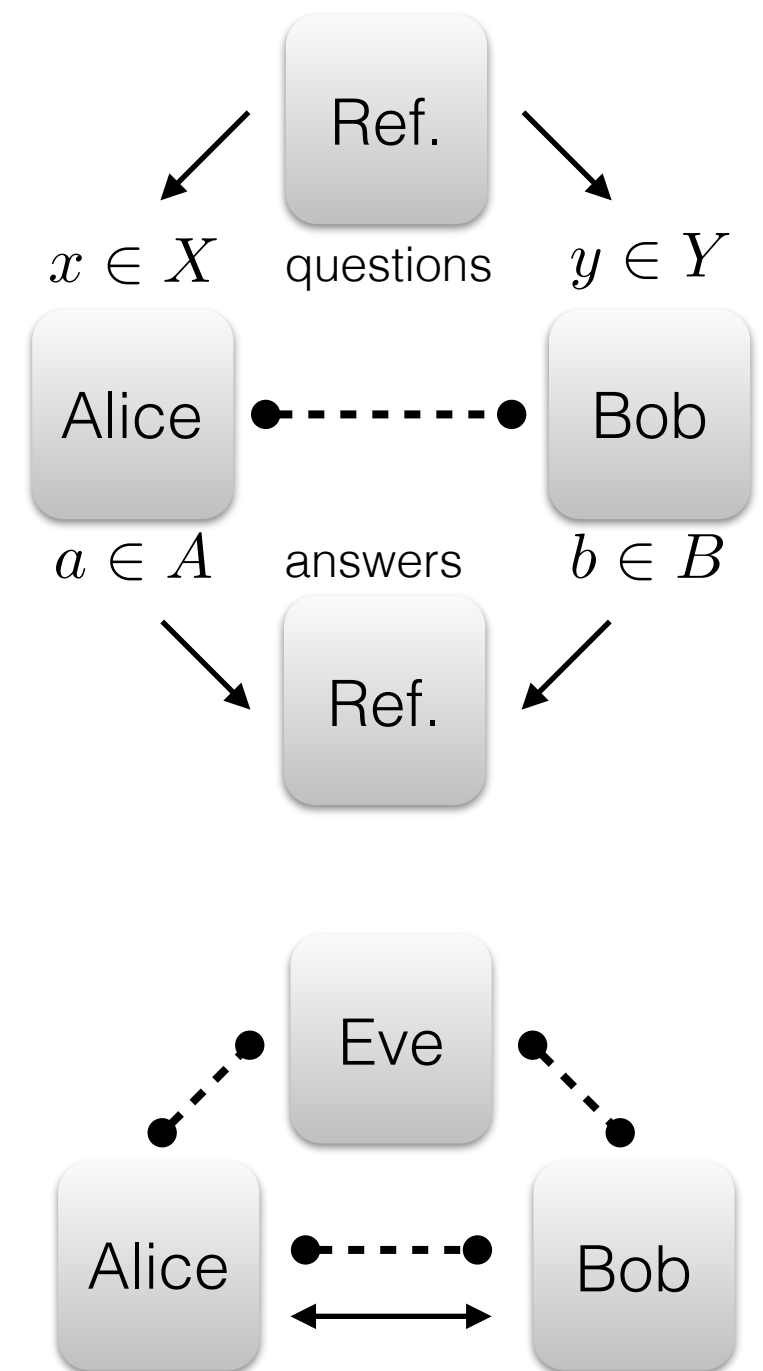 Ref.
x ∈ X questions y ∈ Y
Alice Bob
a ∈ A answers b ∈ B
Ref.
Eve
Alice Bob